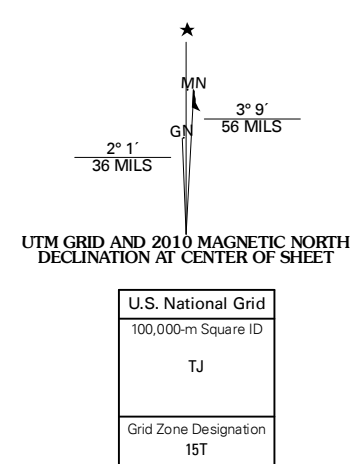 ★
MN
3° 9´
GN
56 MILS
2° 1´
36 MILS
UTM GRID AND 2010 MAGNETIC NORTH
DECLINATION AT CENTER OF SHEET
U.S. National Grid
100,000-m Square ID
TJ
Grid Zone Designation
15T